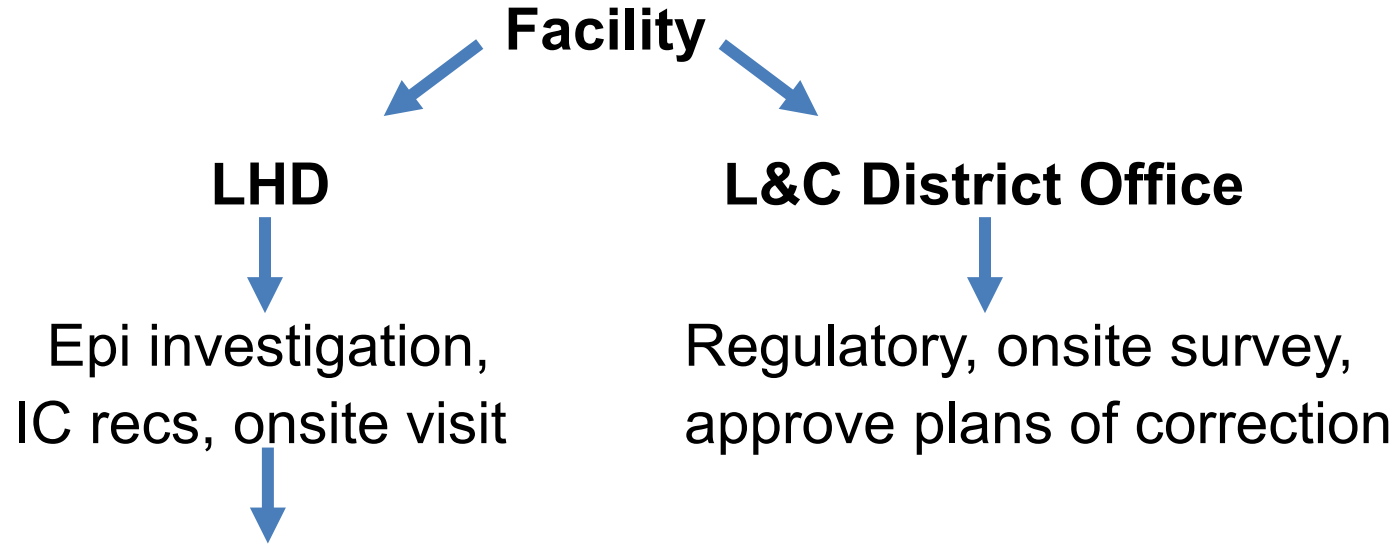 Facility
LHD
L&C District Office
Epi investigation,
IC recs, onsite visit
Regulatory, onsite survey,
approve plans of correction